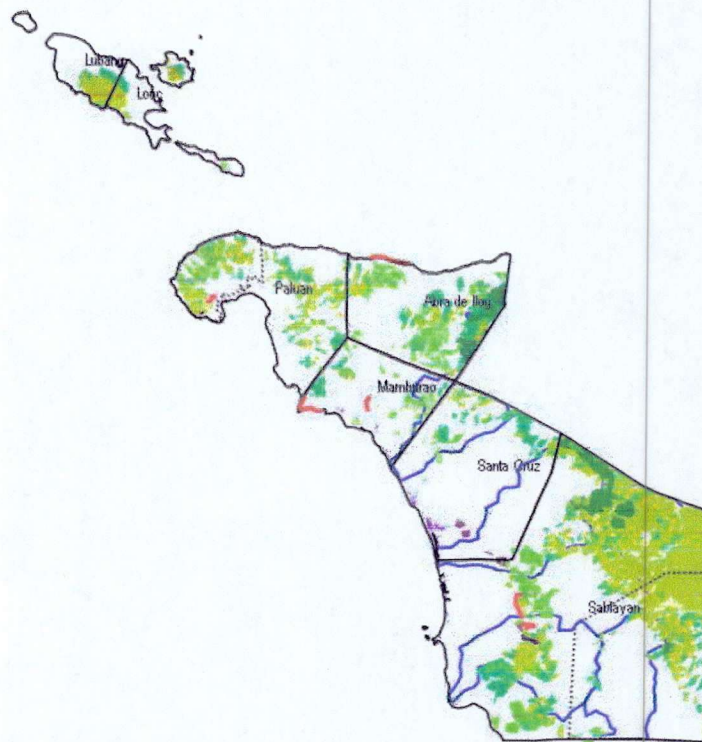 Lubang
Looc
Paluan
Abra de Ilog
Mamburao
Santa Cruz
Sablayan